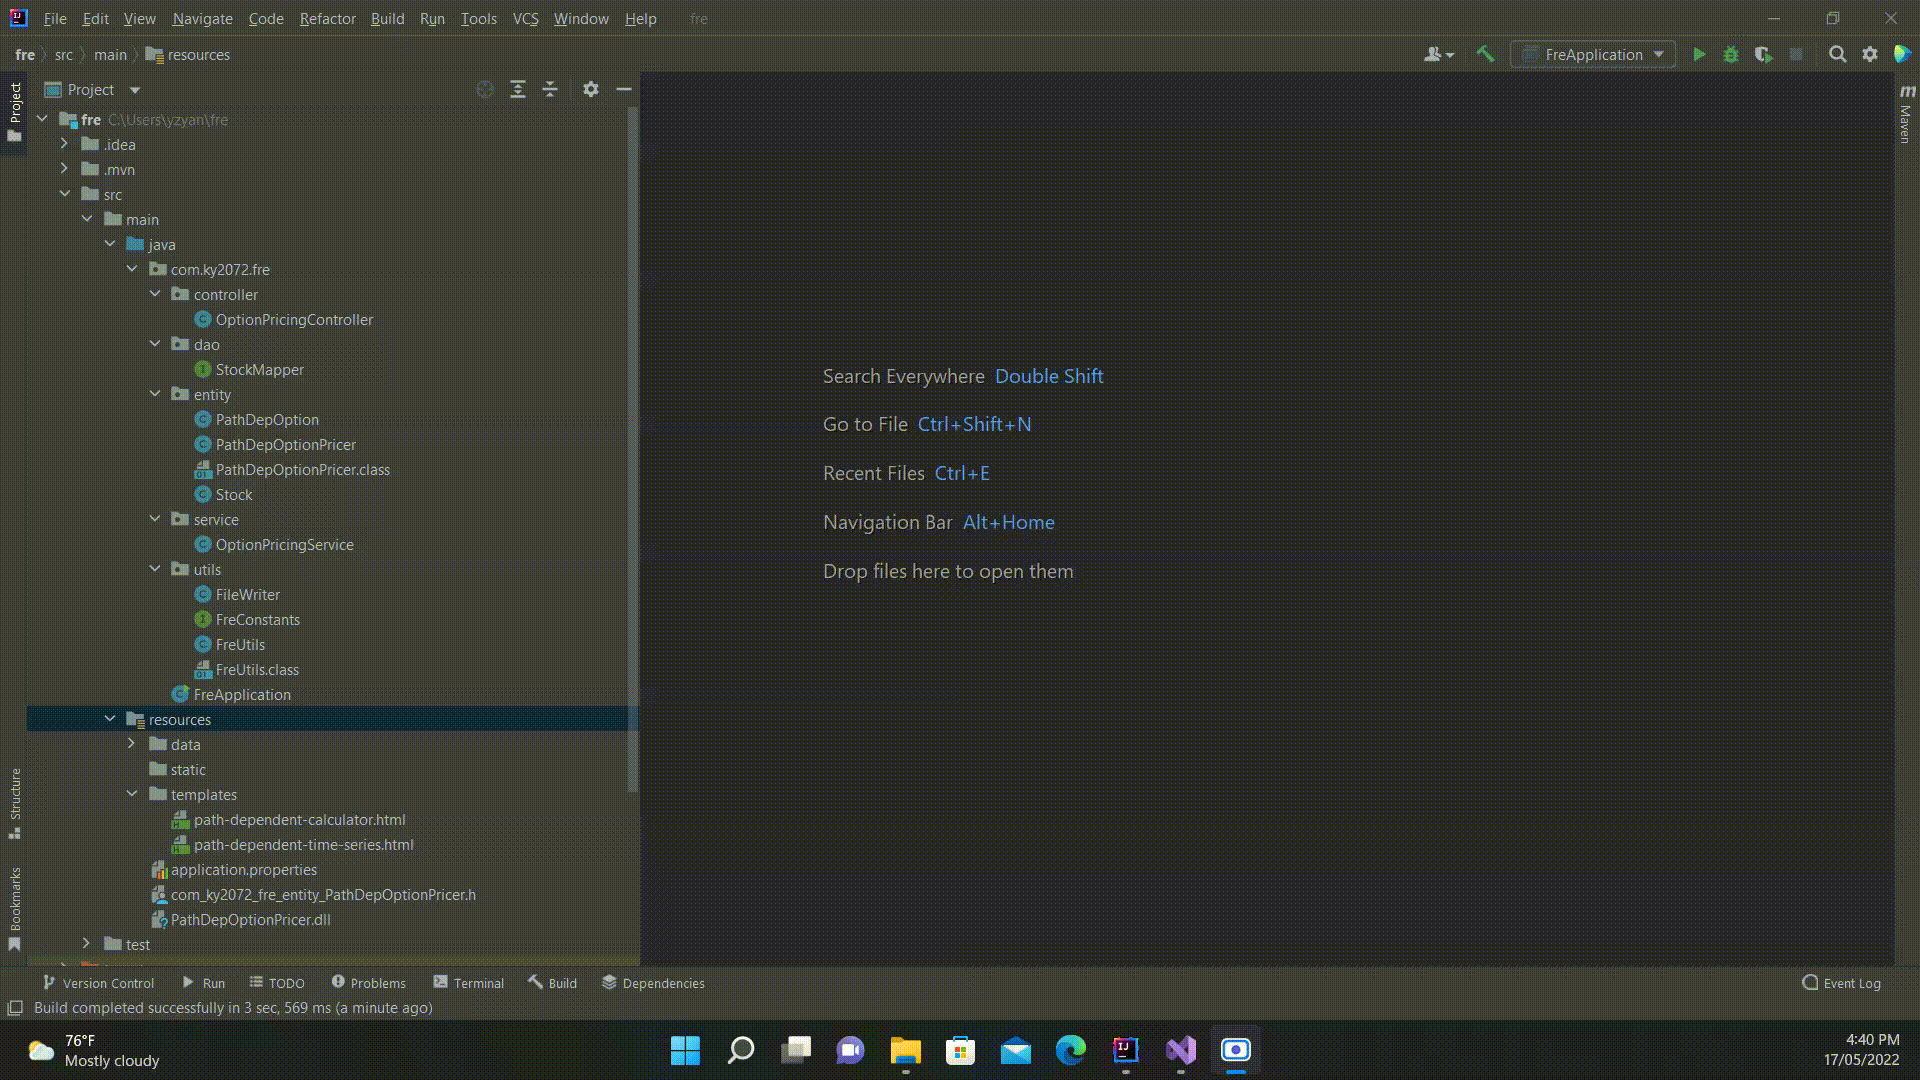 File Edit View Navigate Code Refactor Build Run Tools VCS Window Help fre
fre src main resources FreApplication
Project
fre C:\Users\yzyan\fre
.idea
.mvn
src
main
java
com.ky2072.fre
controller
OptionPricingController
dao
StockMapper
entity
PathDepOption
PathDepOptionPricer
PathDepOptionPricer.class
Stock
service
OptionPricingService
utils
FileWriter
FreConstants
FreUtils
FreUtils.class
FreApplication
resources
data
static
templates
path-dependent-calculator.html
path-dependent-time-series.html
application.properties
com_ky2072_fre_entity_PathDepOptionPricer.h
PathDepOptionPricer.dll
test
Project
Structure
Bookmarks
Search Everywhere Double Shift
Go to File Ctrl+Shift+N
Recent Files Ctrl+E
Navigation Bar Alt+Home
Drop files here to open them
m
Maven
Version Control Run TODO Problems Terminal Build Dependencies Event Log
Build completed successfully in 3 sec, 569 ms (a minute ago)
76°F
Mostly cloudy
4:40 PM
17/05/2022